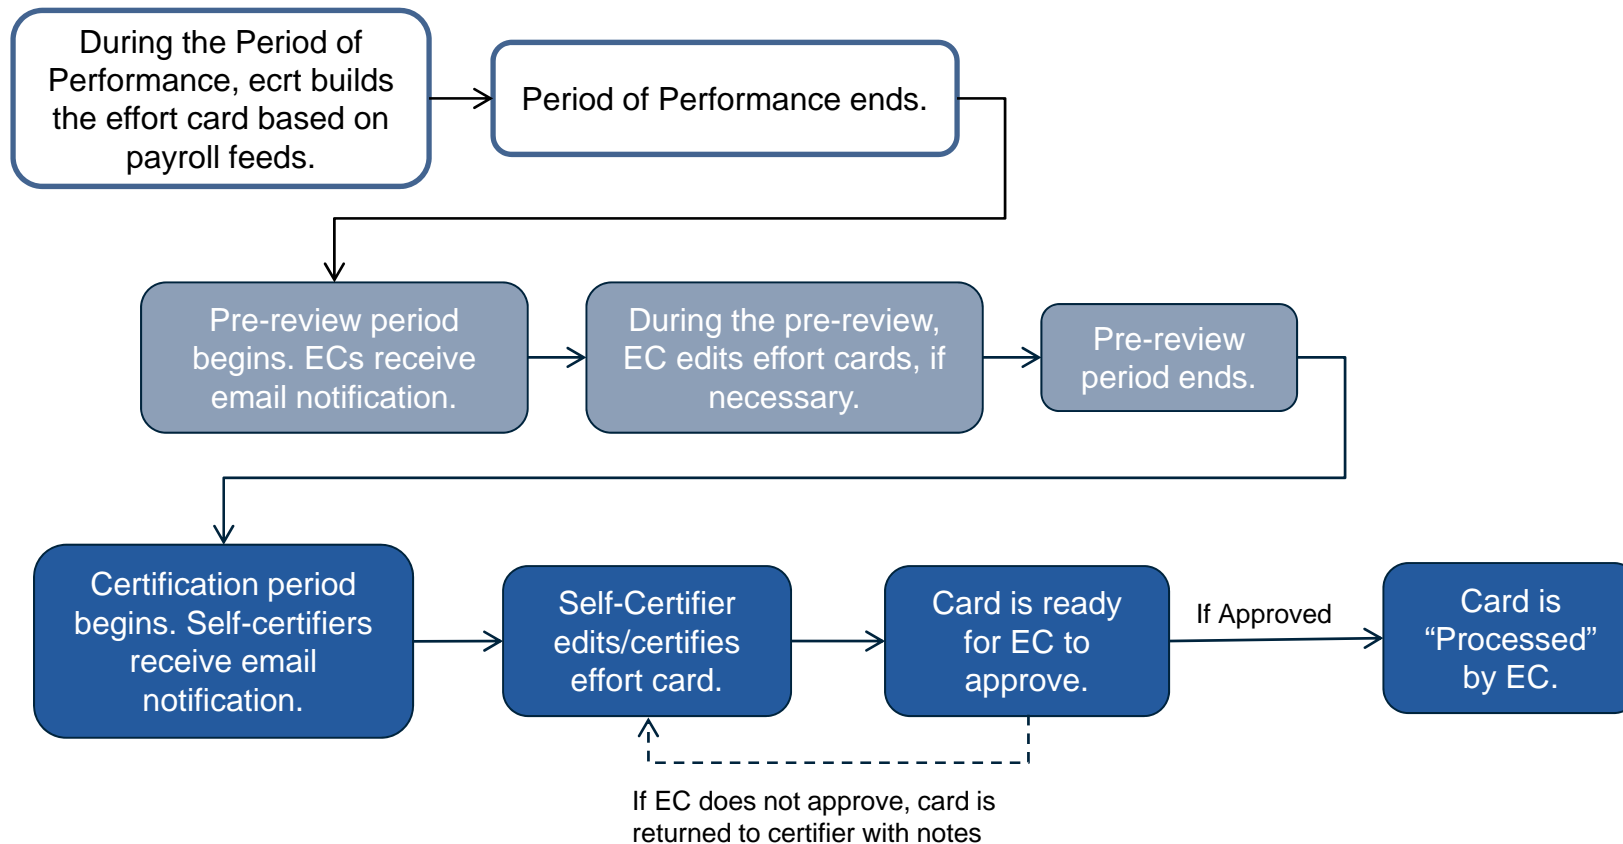 During the Period of
Performance, ecrt builds
the effort card based on
payroll feeds.
Period of Performance ends.
Pre-review period
begins. ECs receive
email notification.
During the pre-review,
EC edits effort cards, if
necessary.
Pre-review
period ends.
Certification period
begins. Self-certifiers
receive email
notification.
Self-Certifier
edits/certifies
effort card.
Card is ready
for EC to
approve.
If Approved
Card is
“Processed”
by EC.
If EC does not approve, card is
returned to certifier with notes